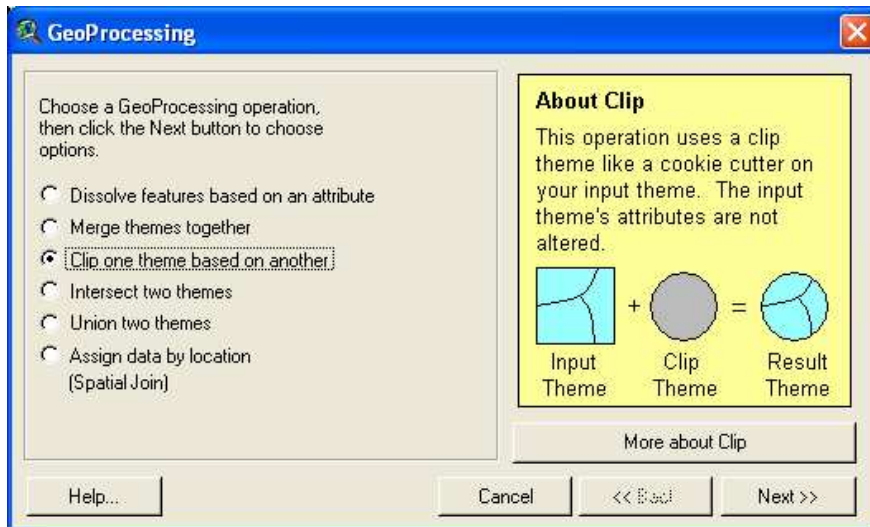 GeoProcessing
Choose a GeoProcessing operation,
then click the Next button to choose
options.
Dissolve features based on an attribute
Merge themes together
Clip one theme based on another
Intersect two themes
Union two themes
Assign data by location
(Spatial Join)
About Clip
This operation uses a clip
theme like a cookie cutter on
your input theme. The input
theme's attributes are not
altered.
+ =
Input Clip Result
Theme Theme Theme
More about Clip
Help... Cancel << Back Next >>